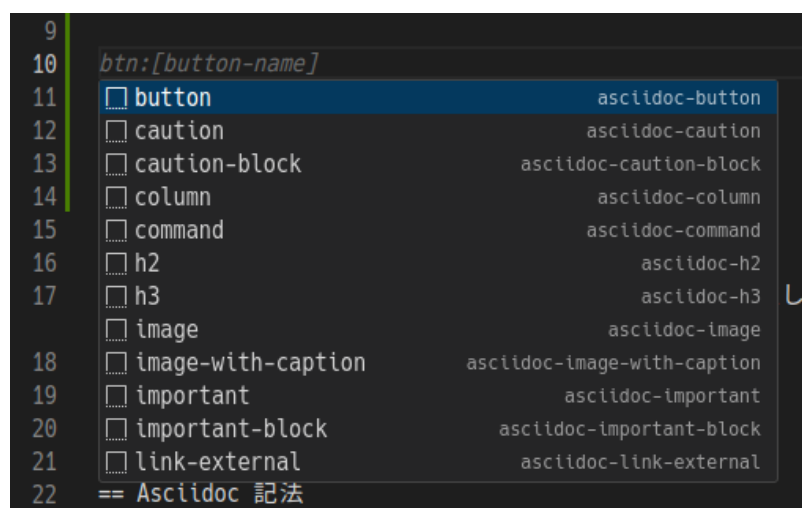 9
10 btn:[button-name]
11 button asciidoc-button
12 caution asciidoc-caution
13 caution-block asciidoc-caution-block
14 column asciidoc-column
15 command asciidoc-command
16 h2 asciidoc-h2
17 h3 asciidoc-h3 し
image asciidoc-image
18 image-with-caption asciidoc-image-with-caption
19 important asciidoc-important
20 important-block asciidoc-important-block
21 link-external asciidoc-link-external
22 == Asciidoc 記法